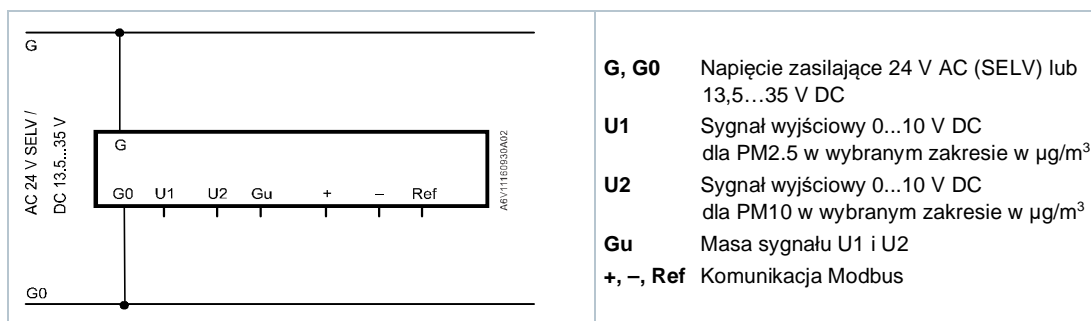 G
AC 24 V SELV /
DC 13.5...35 V
G
G0 U1 U2 Gu + – Ref
A6V11160930A02
G0
G, G0 Napięcie zasilające 24 V AC (SELV) lub
13,5…35 V DC
U1 Sygnał wyjściowy 0...10 V DC
dla PM2.5 w wybranym zakresie w µg/m³
U2 Sygnał wyjściowy 0...10 V DC
dla PM10 w wybranym zakresie w µg/m³
Gu Masa sygnału U1 i U2
+, –, Ref Komunikacja Modbus